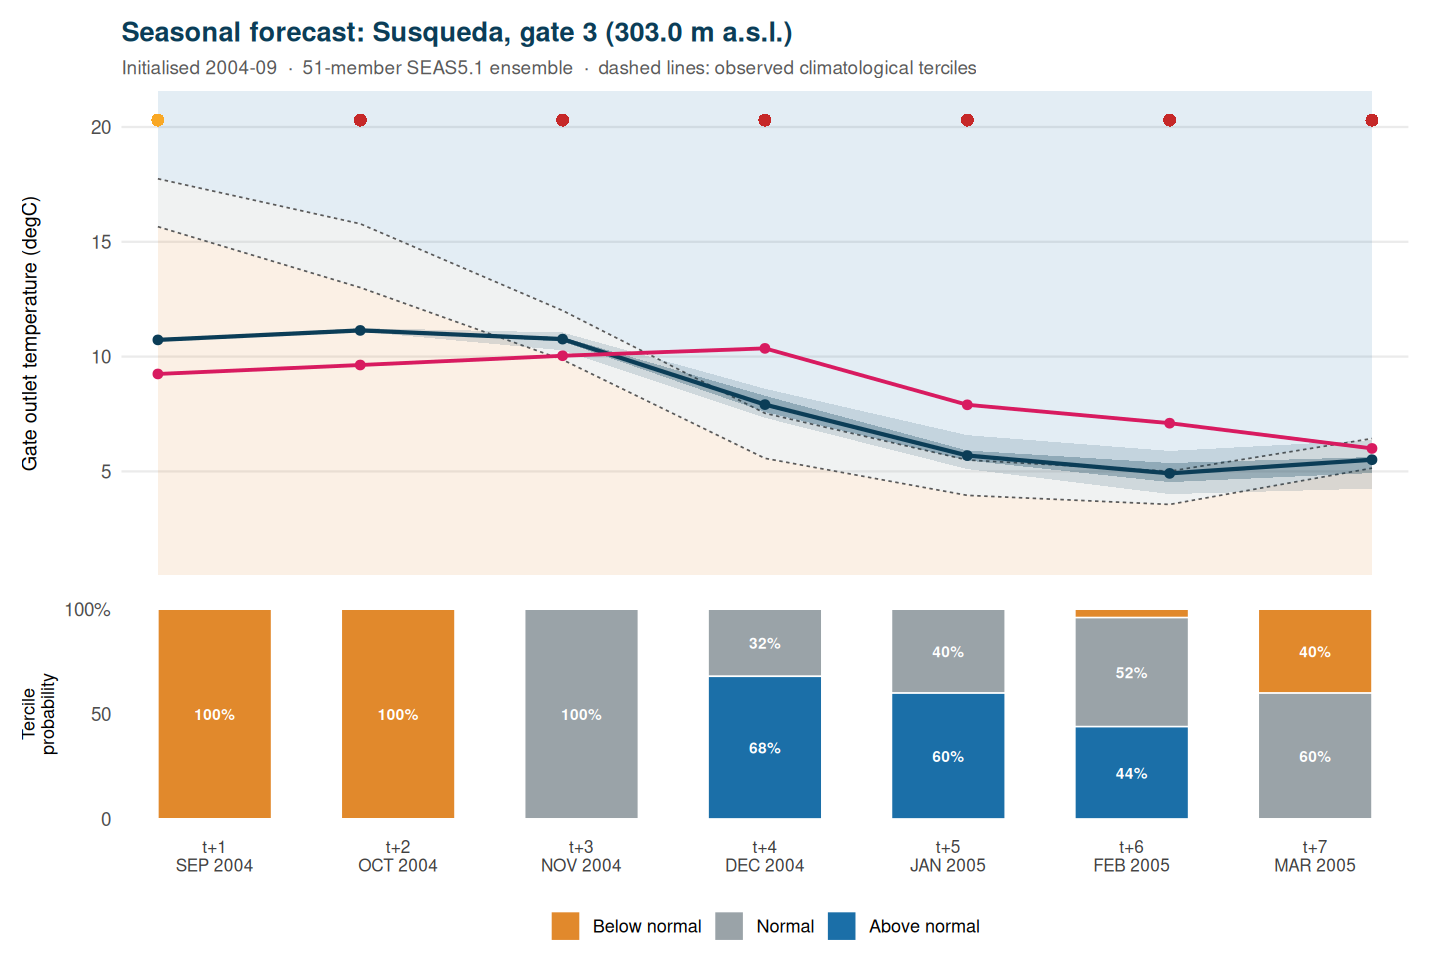 Seasonal forecast: Susqueda, gate 3 (303.0 m a.s.l.)
Initialised 2004-09 · 51-member SEAS5.1 ensemble · dashed lines: observed climatological terciles
Gate outlet temperature (degC)
20
15
10
5
Tercile
probability
100%
50
0
100%
100%
100%
32%
68%
40%
60%
52%
44%
40%
60%
t+1
SEP 2004
t+2
OCT 2004
t+3
NOV 2004
t+4
DEC 2004
t+5
JAN 2005
t+6
FEB 2005
t+7
MAR 2005
Below normal
Normal
Above normal